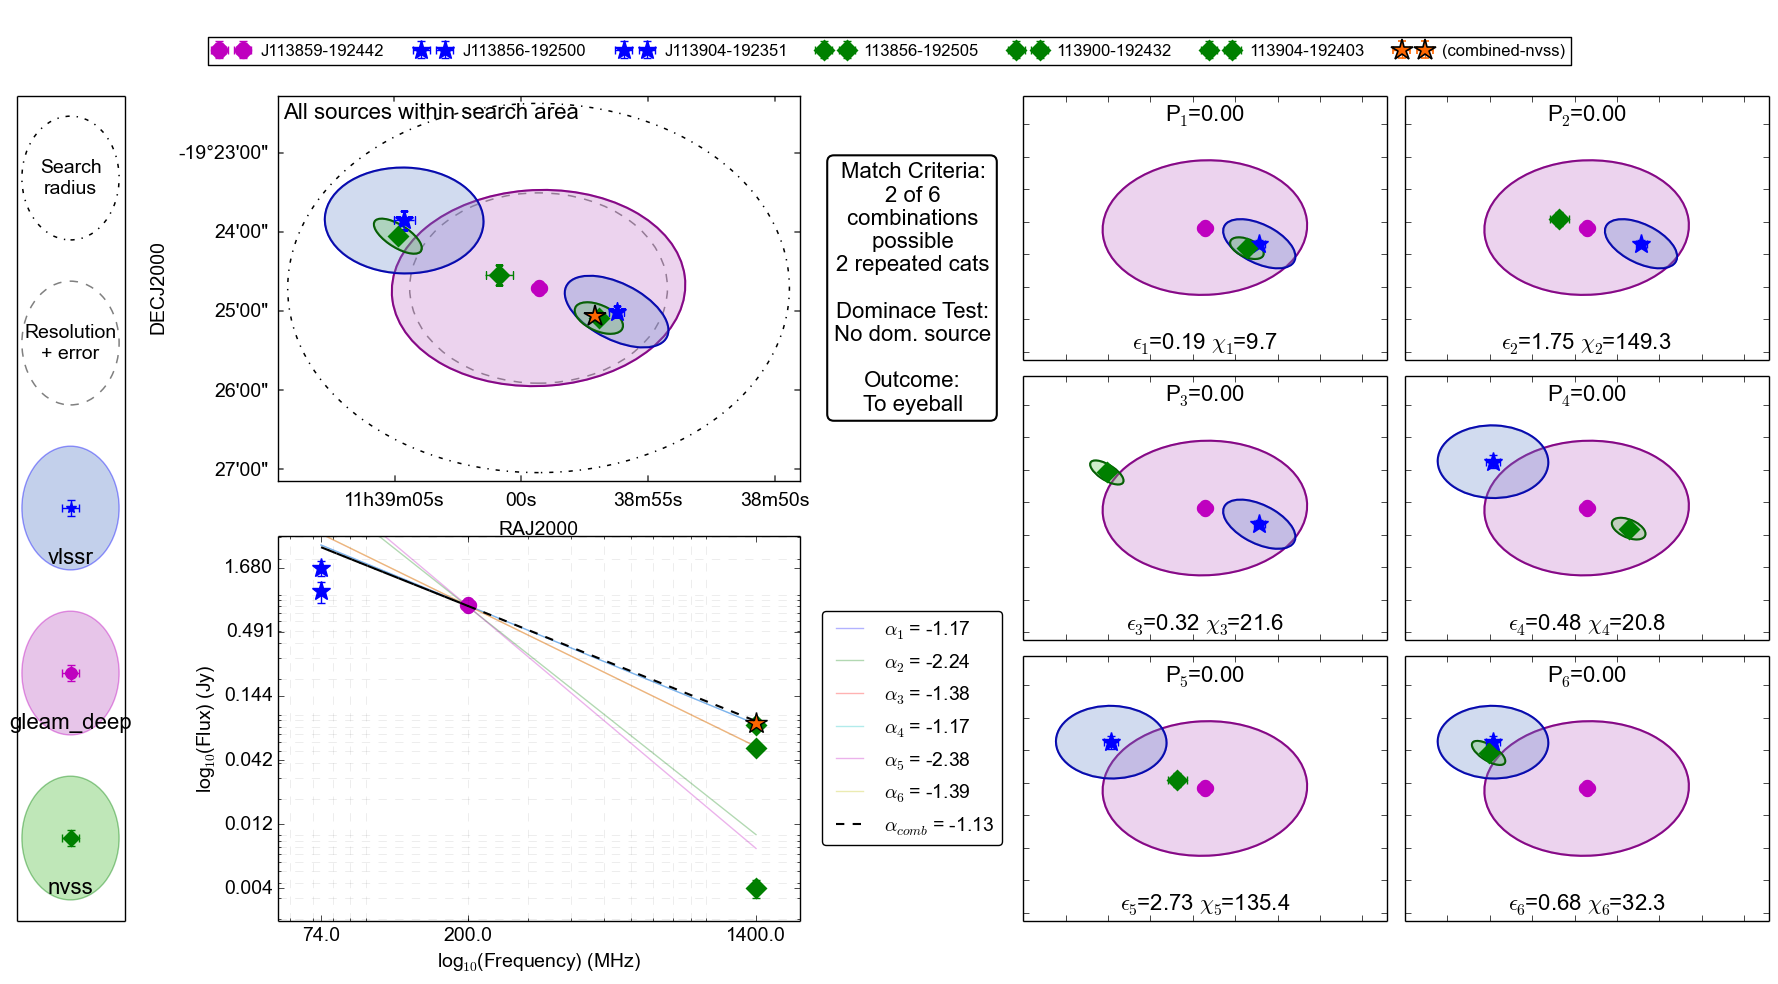 J113859-192442 J113856-192500 J113904-192351 113856-192505 113900-192432 113904-192403 (combined-nvss)
Search
radius
Resolution
+ error
vlssr
gleam_deep
nvss
All sources within search area
DECJ2000
-19°23'00"
24'00"
25'00"
26'00"
27'00"
11h39m05s 00s 38m55s 38m50s
RAJ2000
log10(Flux) (Jy)
1.680
0.491
0.144
0.042
0.012
0.004
74.0 200.0 1400.0
log10(Frequency) (MHz)
Match Criteria:
2 of 6
combinations
possible
2 repeated cats
Dominace Test:
No dom. source
Outcome:
To eyeball
α1 = -1.17
α2 = -2.24
α3 = -1.38
α4 = -1.17
α5 = -2.38
α6 = -1.39
αcomb = -1.13
P1=0.00
ϵ1=0.19 χ1=9.7
P2=0.00
ϵ2=1.75 χ2=149.3
P3=0.00
ϵ3=0.32 χ3=21.6
P4=0.00
ϵ4=0.48 χ4=20.8
P5=0.00
ϵ5=2.73 χ5=135.4
P6=0.00
ϵ6=0.68 χ6=32.3